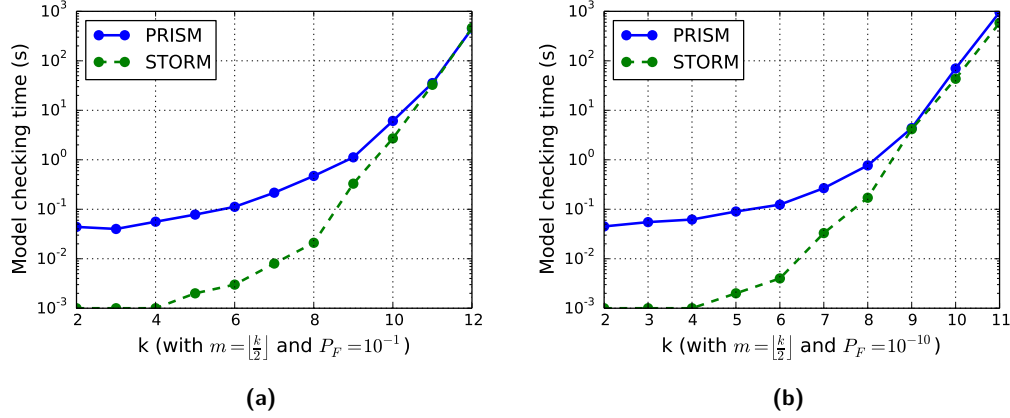 PRISM
STORM
Model checking time (s)
10^3
10^2
10^1
10^0
10^-1
10^-2
10^-3
2 4 6 8 10 12
k (with m=⌊k/2⌋ and P_F=10^-1)
(a)
PRISM
STORM
Model checking time (s)
10^3
10^2
10^1
10^0
10^-1
10^-2
10^-3
2 3 4 5 6 7 8 9 10 11
k (with m=⌊k/2⌋ and P_F=10^-10)
(b)